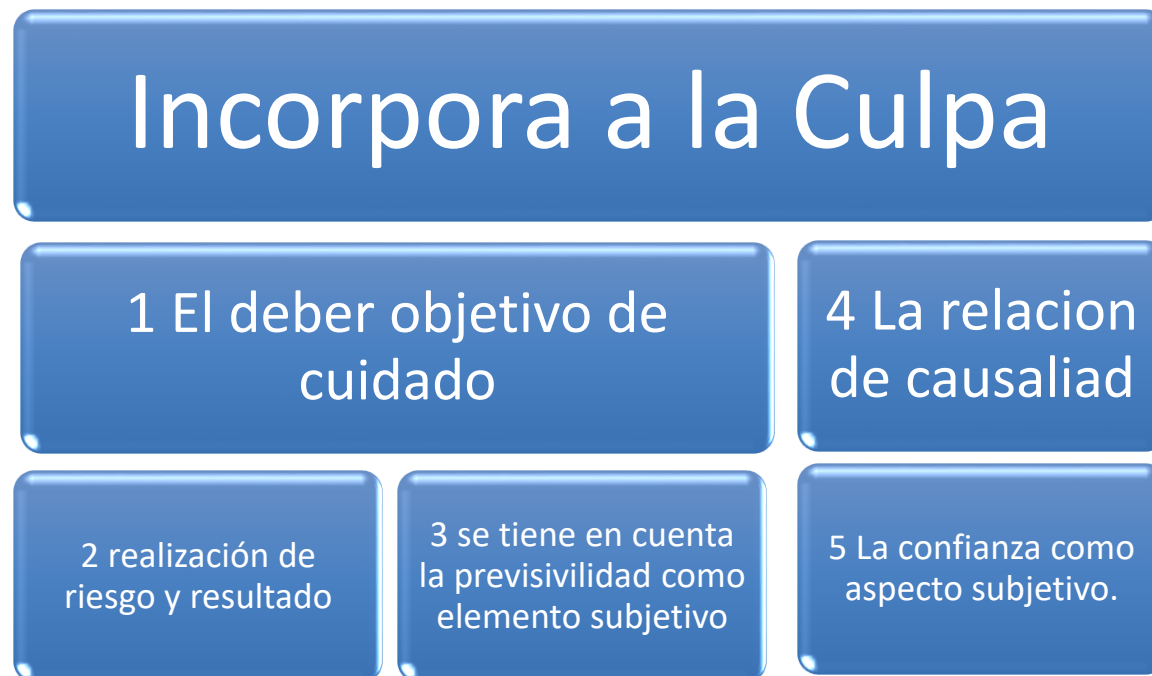 Incorpora a la Culpa
1 El deber objetivo de
cuidado
4 La relacion
de causaliad
2 realización de
riesgo y resultado
3 se tiene en cuenta
la previsivilidad como
elemento subjetivo
5 La confianza como
aspecto subjetivo.